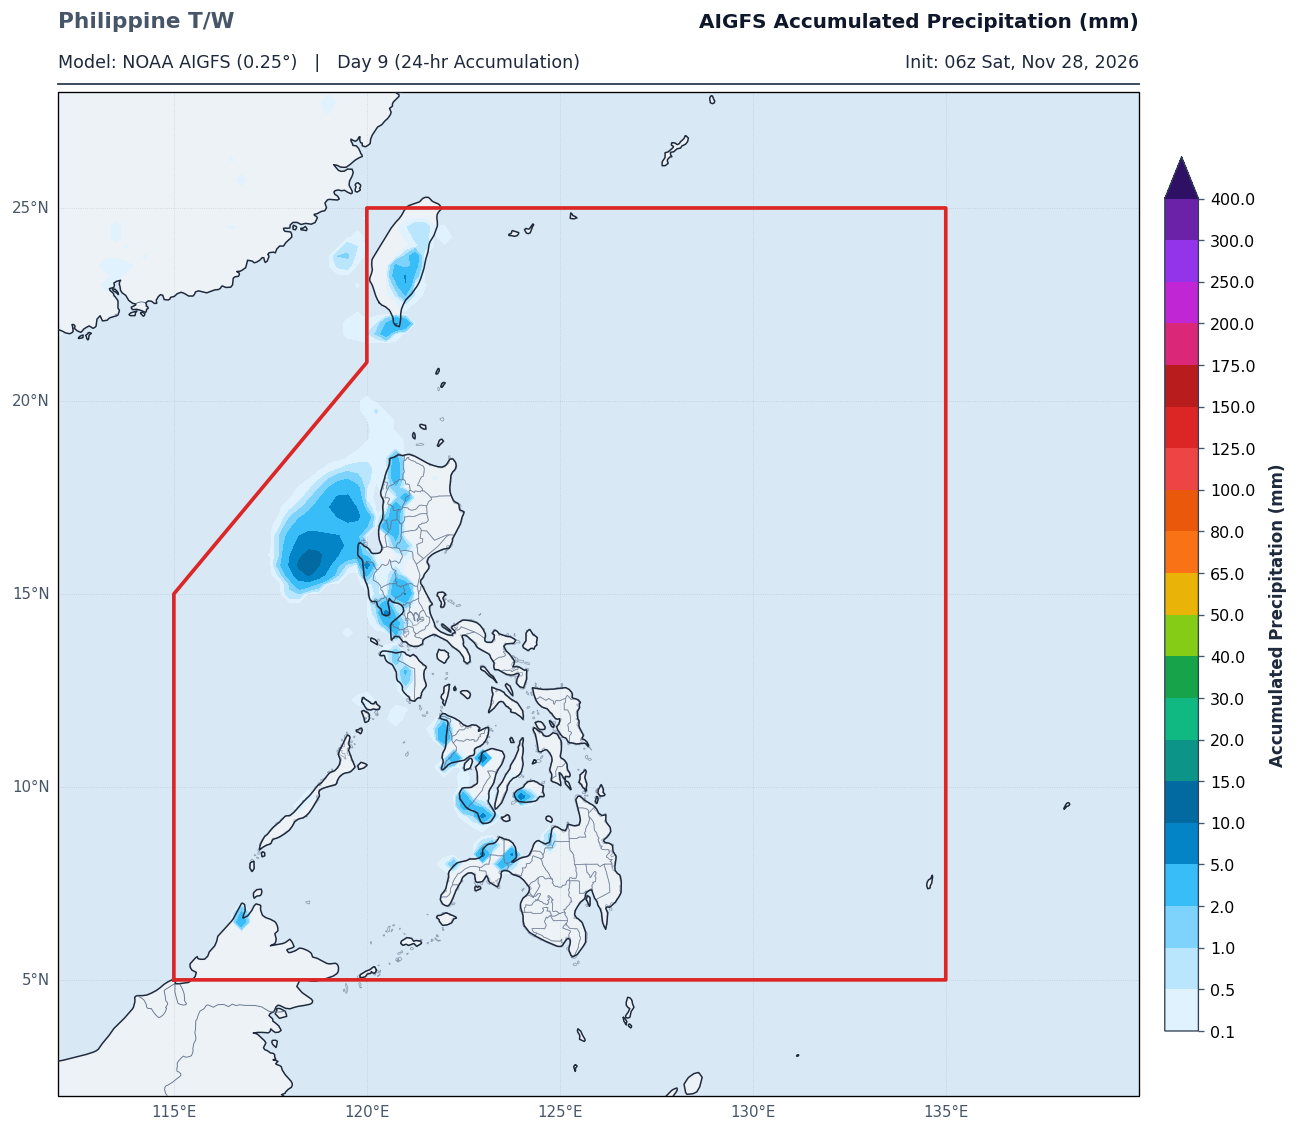 Philippine T/W
AIGFS Accumulated Precipitation (mm)
Model: NOAA AIGFS (0.25°) | Day 9 (24-hr Accumulation)
Init: 06z Sat, Nov 28, 2026
25°N
20°N
15°N
10°N
5°N
115°E
120°E
125°E
130°E
135°E
400.0
300.0
250.0
200.0
175.0
150.0
125.0
100.0
80.0
65.0
50.0
40.0
30.0
20.0
15.0
10.0
5.0
2.0
1.0
0.5
0.1
Accumulated Precipitation (mm)